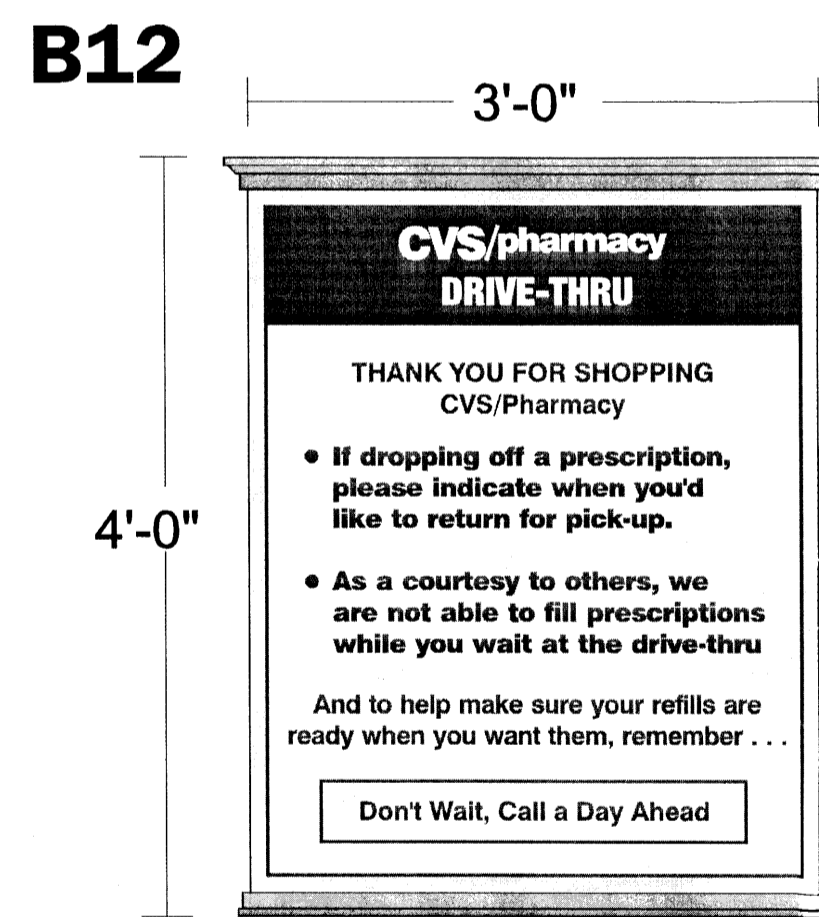 B12
3'-0"
CVS/pharmacy
DRIVE-THRU
THANK YOU FOR SHOPPING
CVS/Pharmacy
4'-0"
• If dropping off a prescription,
please indicate when you'd
like to return for pick-up.
• As a courtesy to others, we
are not able to fill prescriptions
while you wait at the drive-thru
And to help make sure your refills are
ready when you want them, remember . . .
Don't Wait, Call a Day Ahead